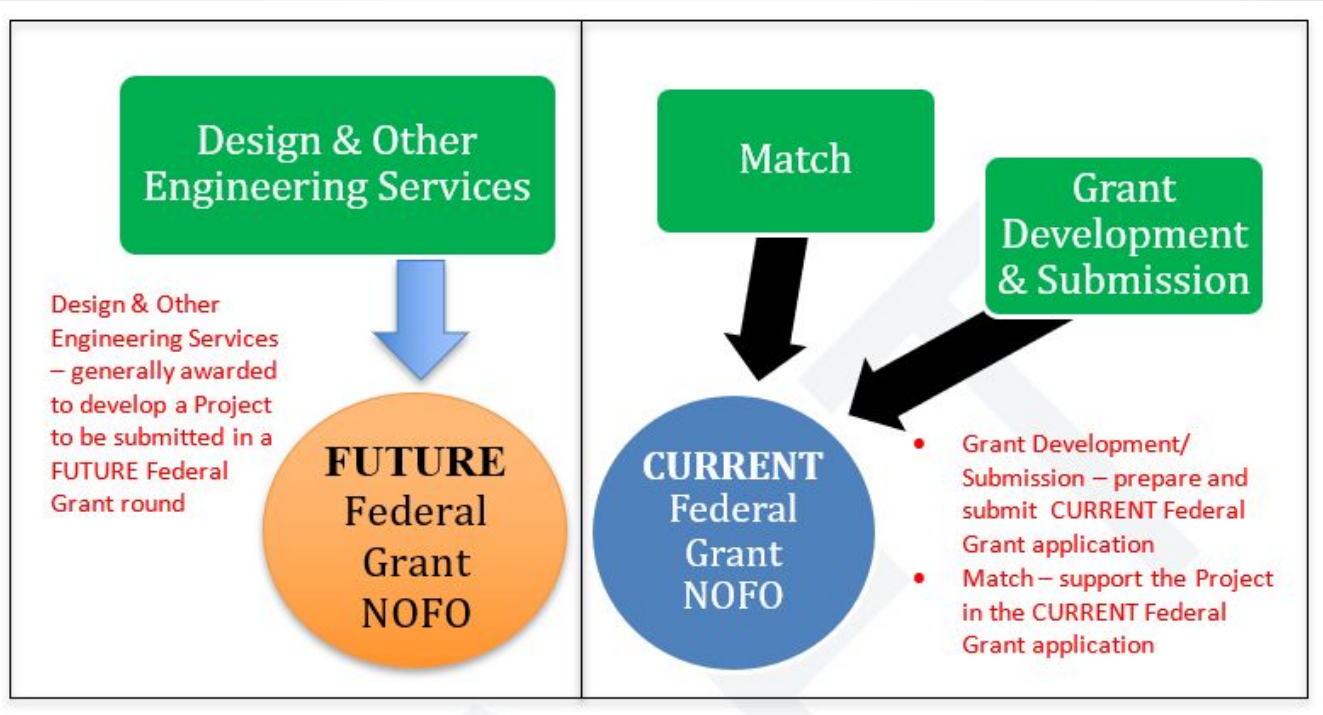 Design & Other
Engineering Services
Design & Other
Engineering Services
– generally awarded
to develop a Project
to be submitted in a
FUTURE Federal
Grant round
FUTURE
Federal
Grant
NOFO
Match
Grant
Development
& Submission
CURRENT
Federal
Grant
NOFO
• Grant Development/
Submission – prepare and
submit CURRENT Federal
Grant application
• Match – support the Project
in the CURRENT Federal
Grant application